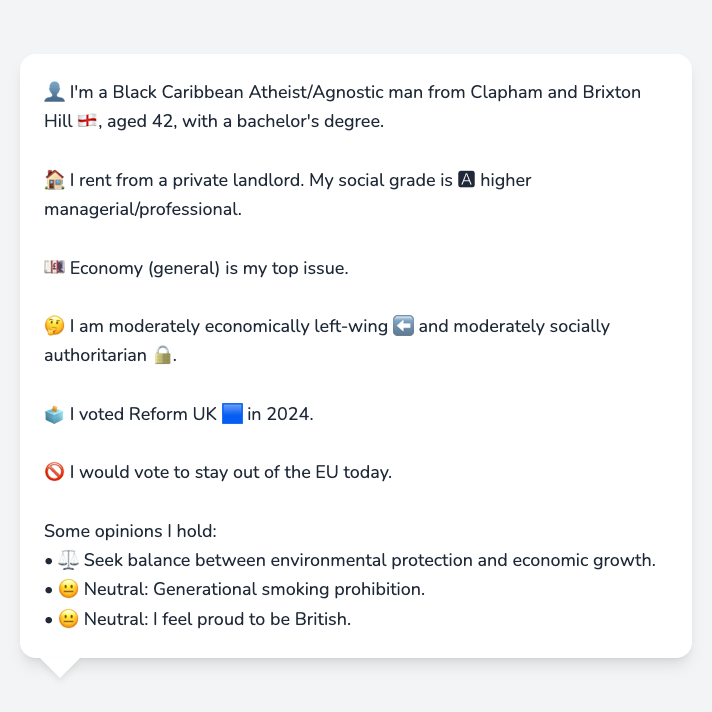 👤 I'm a Black Caribbean Atheist/Agnostic man from Clapham and Brixton
Hill 🏴󠁧󠁢󠁥󠁮󠁧󠁿, aged 42, with a bachelor's degree.
🏠 I rent from a private landlord. My social grade is 🅰 higher
managerial/professional.
💷 Economy (general) is my top issue.
🤔 I am moderately economically left-wing ⬅️ and moderately socially
authoritarian 🔒.
🗳️ I voted Reform UK 🟦 in 2024.
🚫 I would vote to stay out of the EU today.
Some opinions I hold:
• ⚖️ Seek balance between environmental protection and economic growth.
• 😐 Neutral: Generational smoking prohibition.
• 😐 Neutral: I feel proud to be British.